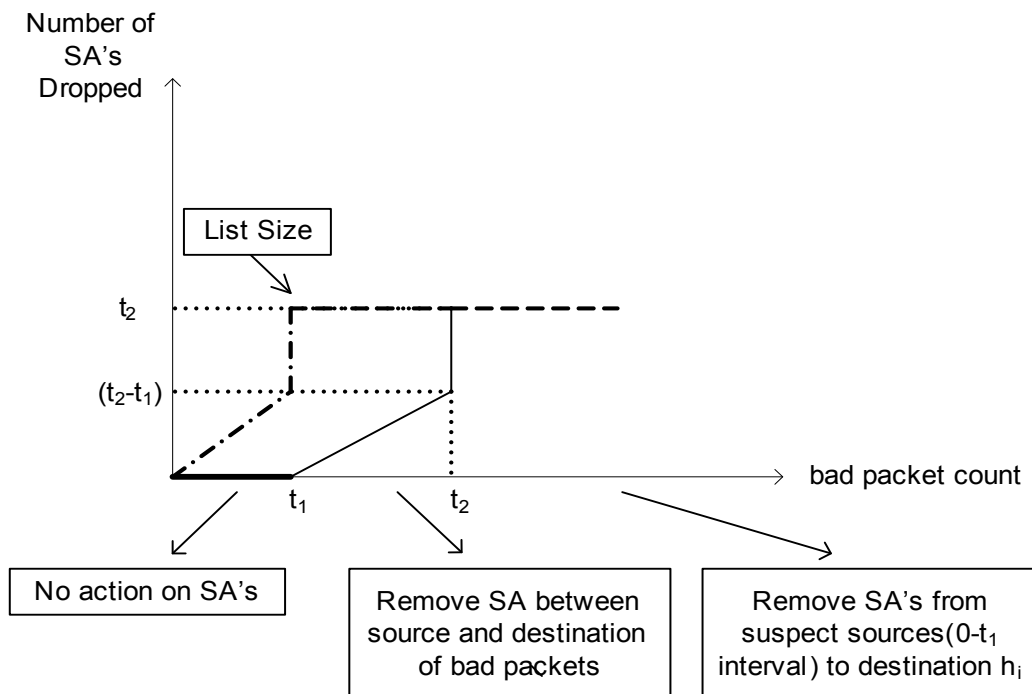 Number of
SA's
Dropped
List Size
t₂
(t₂-t₁)
t₁
t₂
bad packet count
No action on SA's
Remove SA between
source and destination
of bad packets
Remove SA's from
suspect sources(0-t₁
interval) to destination hᵢ